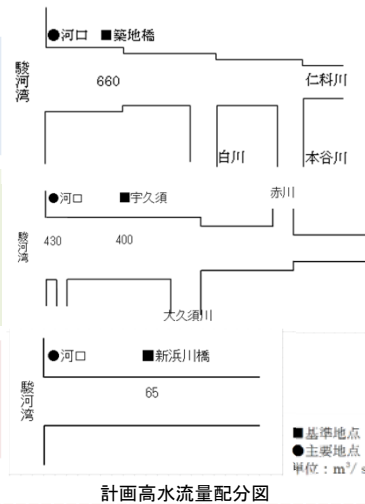 ●河口 ■築地橋
駿河湾
660
仁科川
白川
本谷川
●河口 ■宇久須
赤川
駿河湾
430 400
大久須川
●河口 ■新浜川橋
駿河湾
65
■基準地点
●主要地点
単位：m³/s
計画高水流量配分図